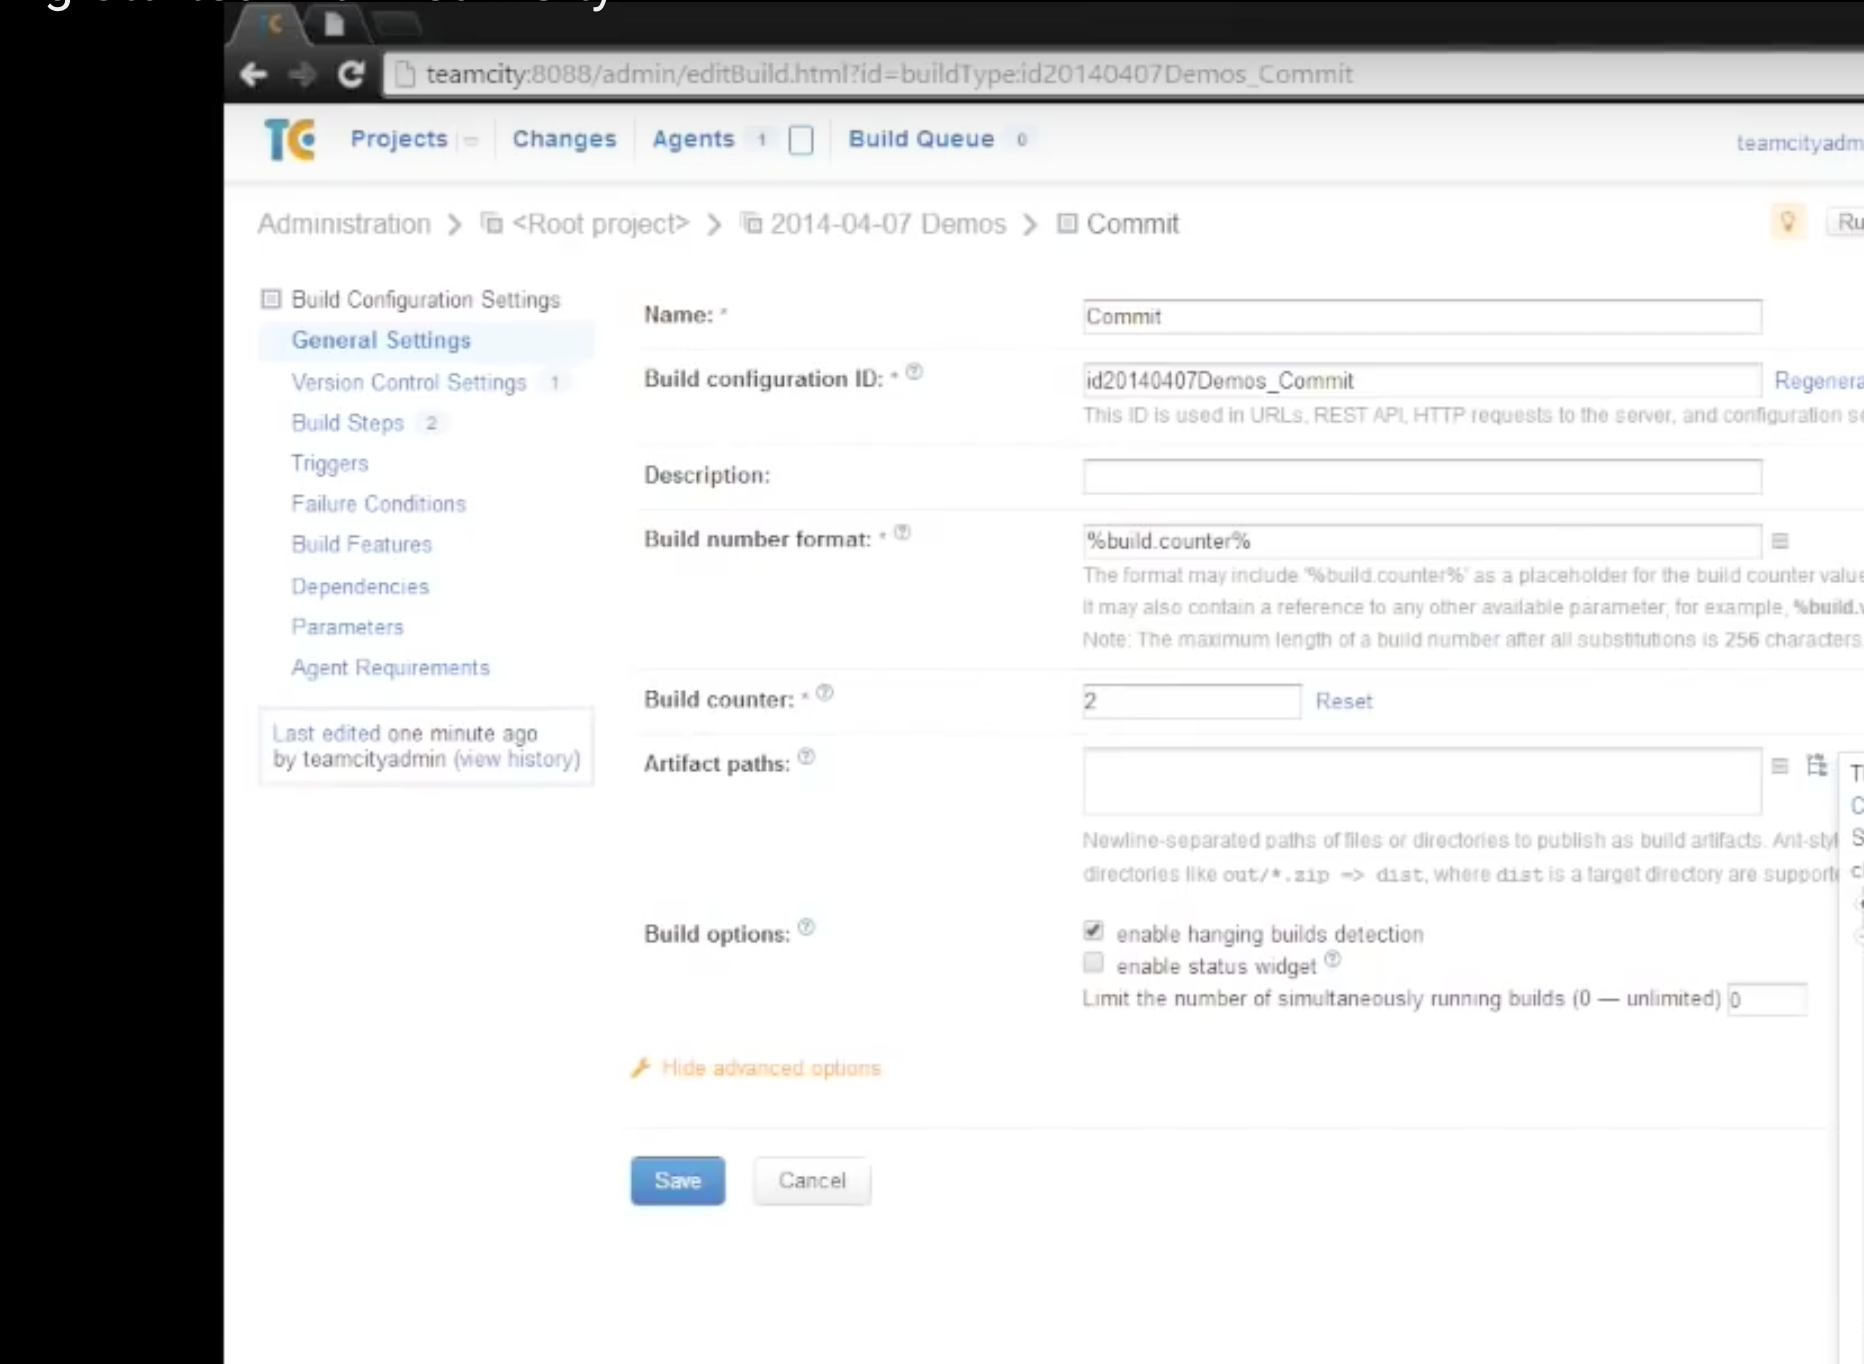 teamcity:8088/admin/editBuild.html?id=buildType:id20140407Demos_Commit
TC Projects Changes Agents 1 Build Queue 0 teamcityadm
Administration > <Root project> > 2014-04-07 Demos > Commit Ru
Build Configuration Settings
General Settings
Version Control Settings 1
Build Steps 2
Triggers
Failure Conditions
Build Features
Dependencies
Parameters
Agent Requirements
Last edited one minute ago
by teamcityadmin (view history)
Name: * Commit
Build configuration ID: * id20140407Demos_Commit Regenera
This ID is used in URLs, REST API, HTTP requests to the server, and configuration se
Description:
Build number format: * %build.counter%
The format may include '%build.counter%' as a placeholder for the build counter value
It may also contain a reference to any other available parameter, for example, %build.v
Note: The maximum length of a build number after all substitutions is 256 characters
Build counter: * 2 Reset
Artifact paths:
Newline-separated paths of files or directories to publish as build artifacts. Ant-styl
directories like out/*.zip => dist, where dist is a target directory are supporte
Build options: enable hanging builds detection
enable status widget
Limit the number of simultaneously running builds (0 — unlimited) 0
Hide advanced options
Save Cancel